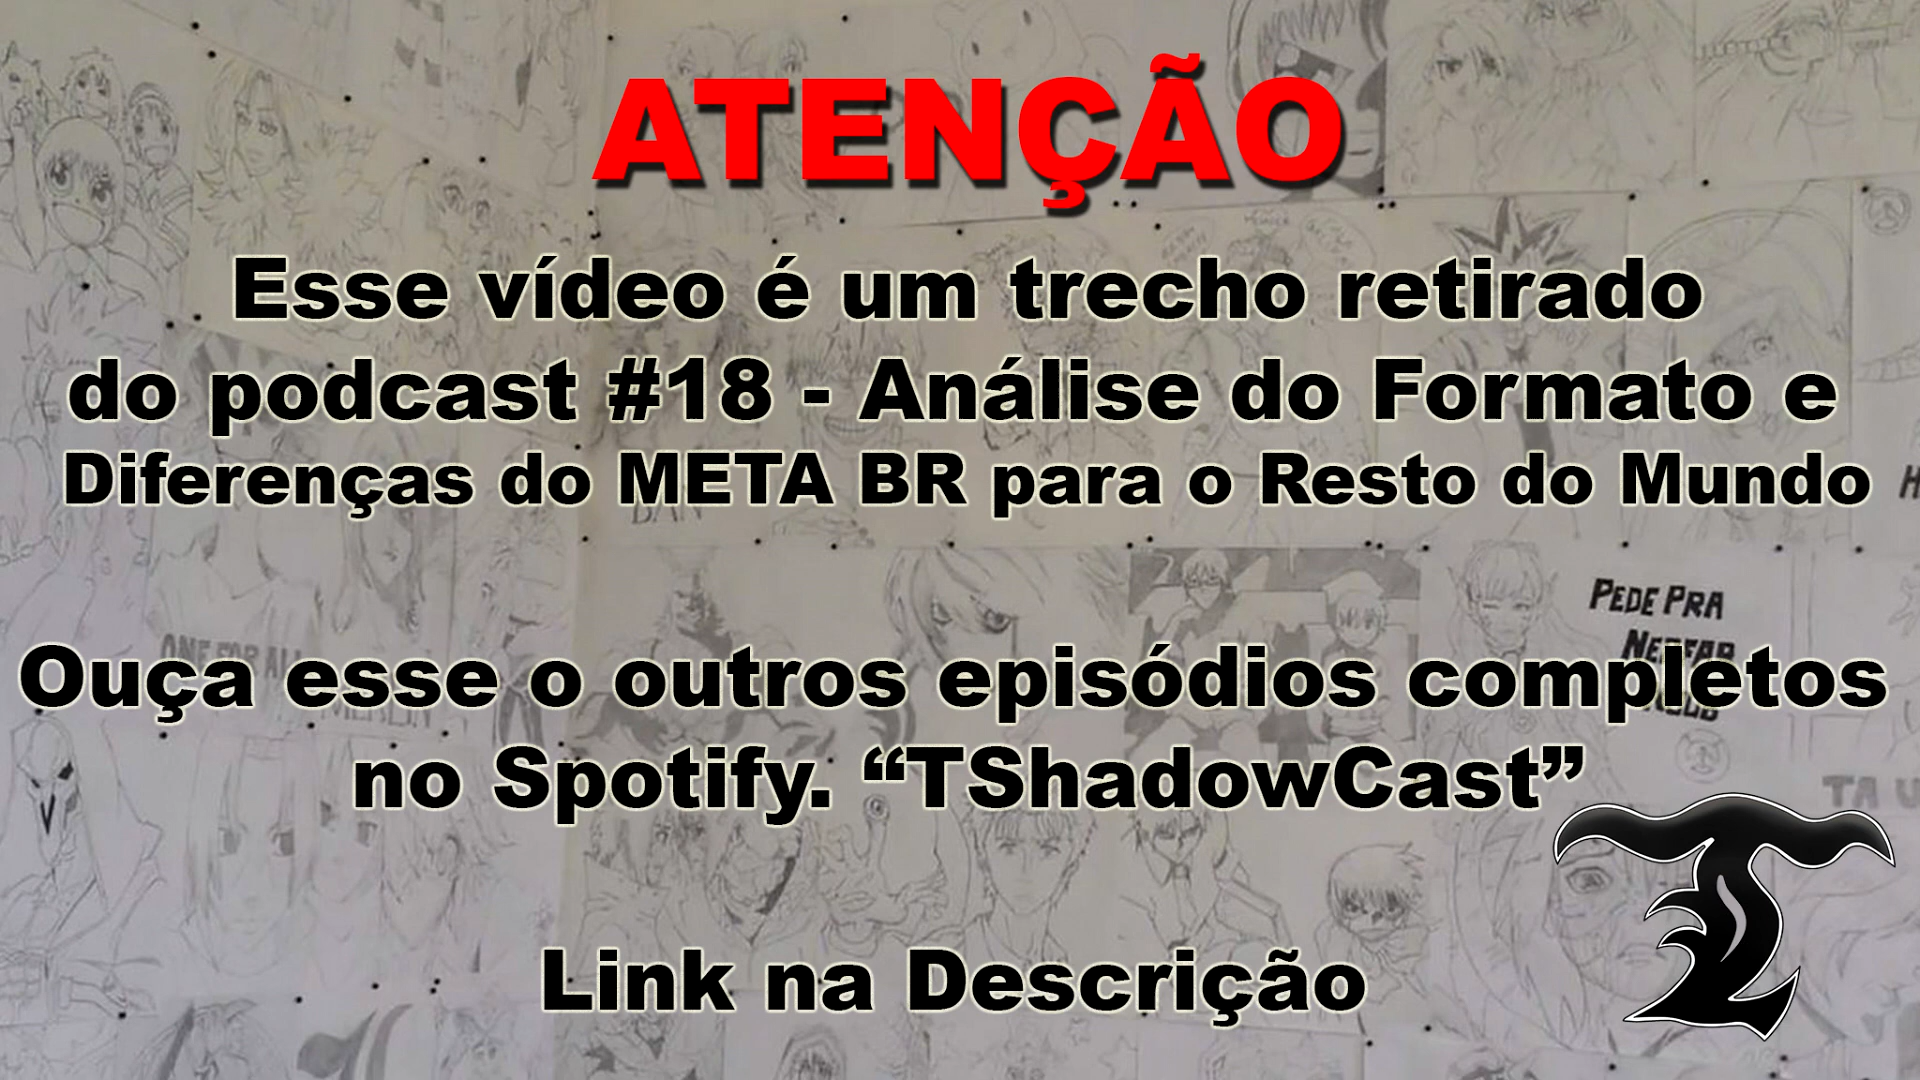 ATENÇÃO
Esse vídeo é um trecho retirado
do podcast #18 - Análise do Formato e
Diferenças do META BR para o Resto do Mundo
PEDE PRA
Ouça esse o outros episódios completos
no Spotify. “TShadowCast”
Link na Descrição